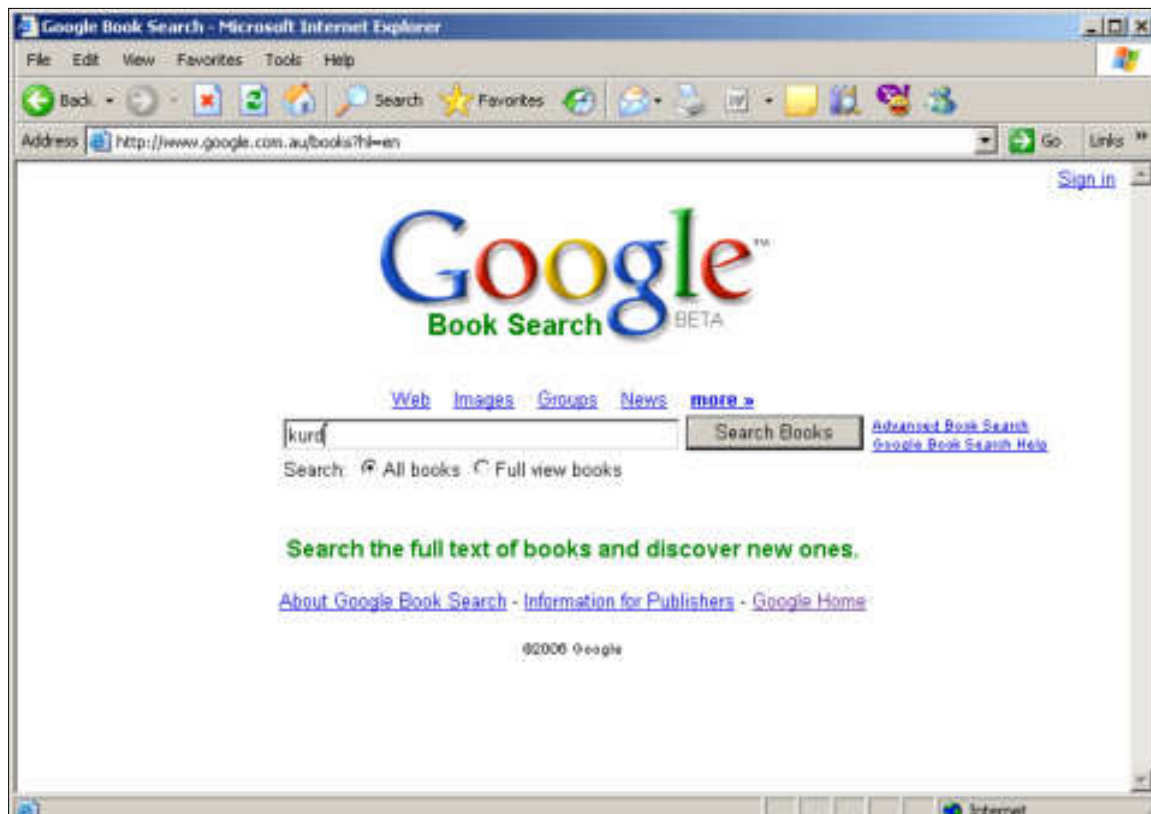 Google Book Search - Microsoft Internet Explorer
File Edit View Favorites Tools Help
Back Search Favorites
Address http://www.google.com.au/books?hl=en Go Links »
Sign in
Google™
Book Search BETA
Web Images Groups News more »
kurd Search Books Advanced Book Search
Google Book Search Help
Search: All books Full view books
Search the full text of books and discover new ones.
About Google Book Search - Information for Publishers - Google Home
©2006 Google
Internet